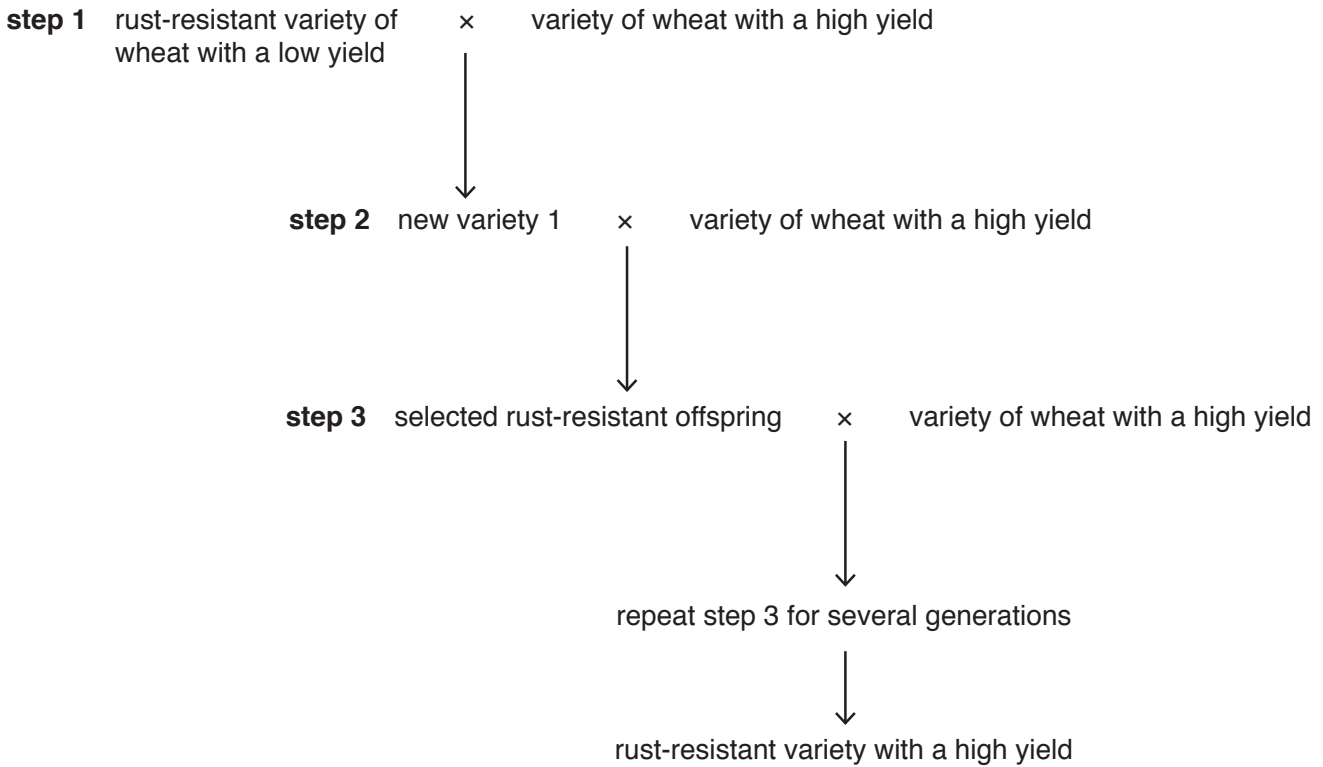 step 1 rust-resistant variety of × variety of wheat with a high yield
wheat with a low yield
step 2 new variety 1 × variety of wheat with a high yield
step 3 selected rust-resistant offspring × variety of wheat with a high yield
repeat step 3 for several generations
rust-resistant variety with a high yield